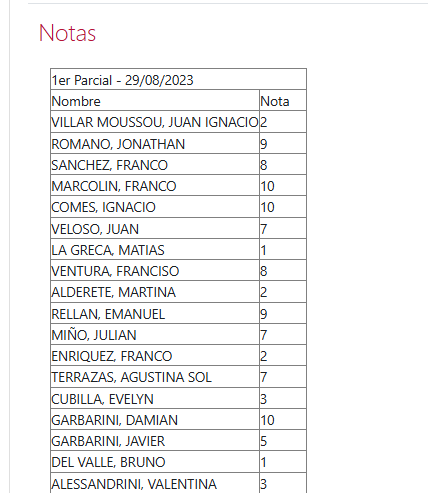 Notas
1er Parcial - 29/08/2023
Nombre Nota
VILLAR MOUSSOU, JUAN IGNACIO 2
ROMANO, JONATHAN 9
SANCHEZ, FRANCO 8
MARCOLIN, FRANCO 10
COMES, IGNACIO 10
VELOSO, JUAN 7
LA GRECA, MATIAS 1
VENTURA, FRANCISO 8
ALDERETE, MARTINA 2
RELLAN, EMANUEL 9
MIÑO, JULIAN 7
ENRIQUEZ, FRANCO 2
TERRAZAS, AGUSTINA SOL 7
CUBILLA, EVELYN 3
GARBARINI, DAMIAN 10
GARBARINI, JAVIER 5
DEL VALLE, BRUNO 1
ALESSANDRINI, VALENTINA 3